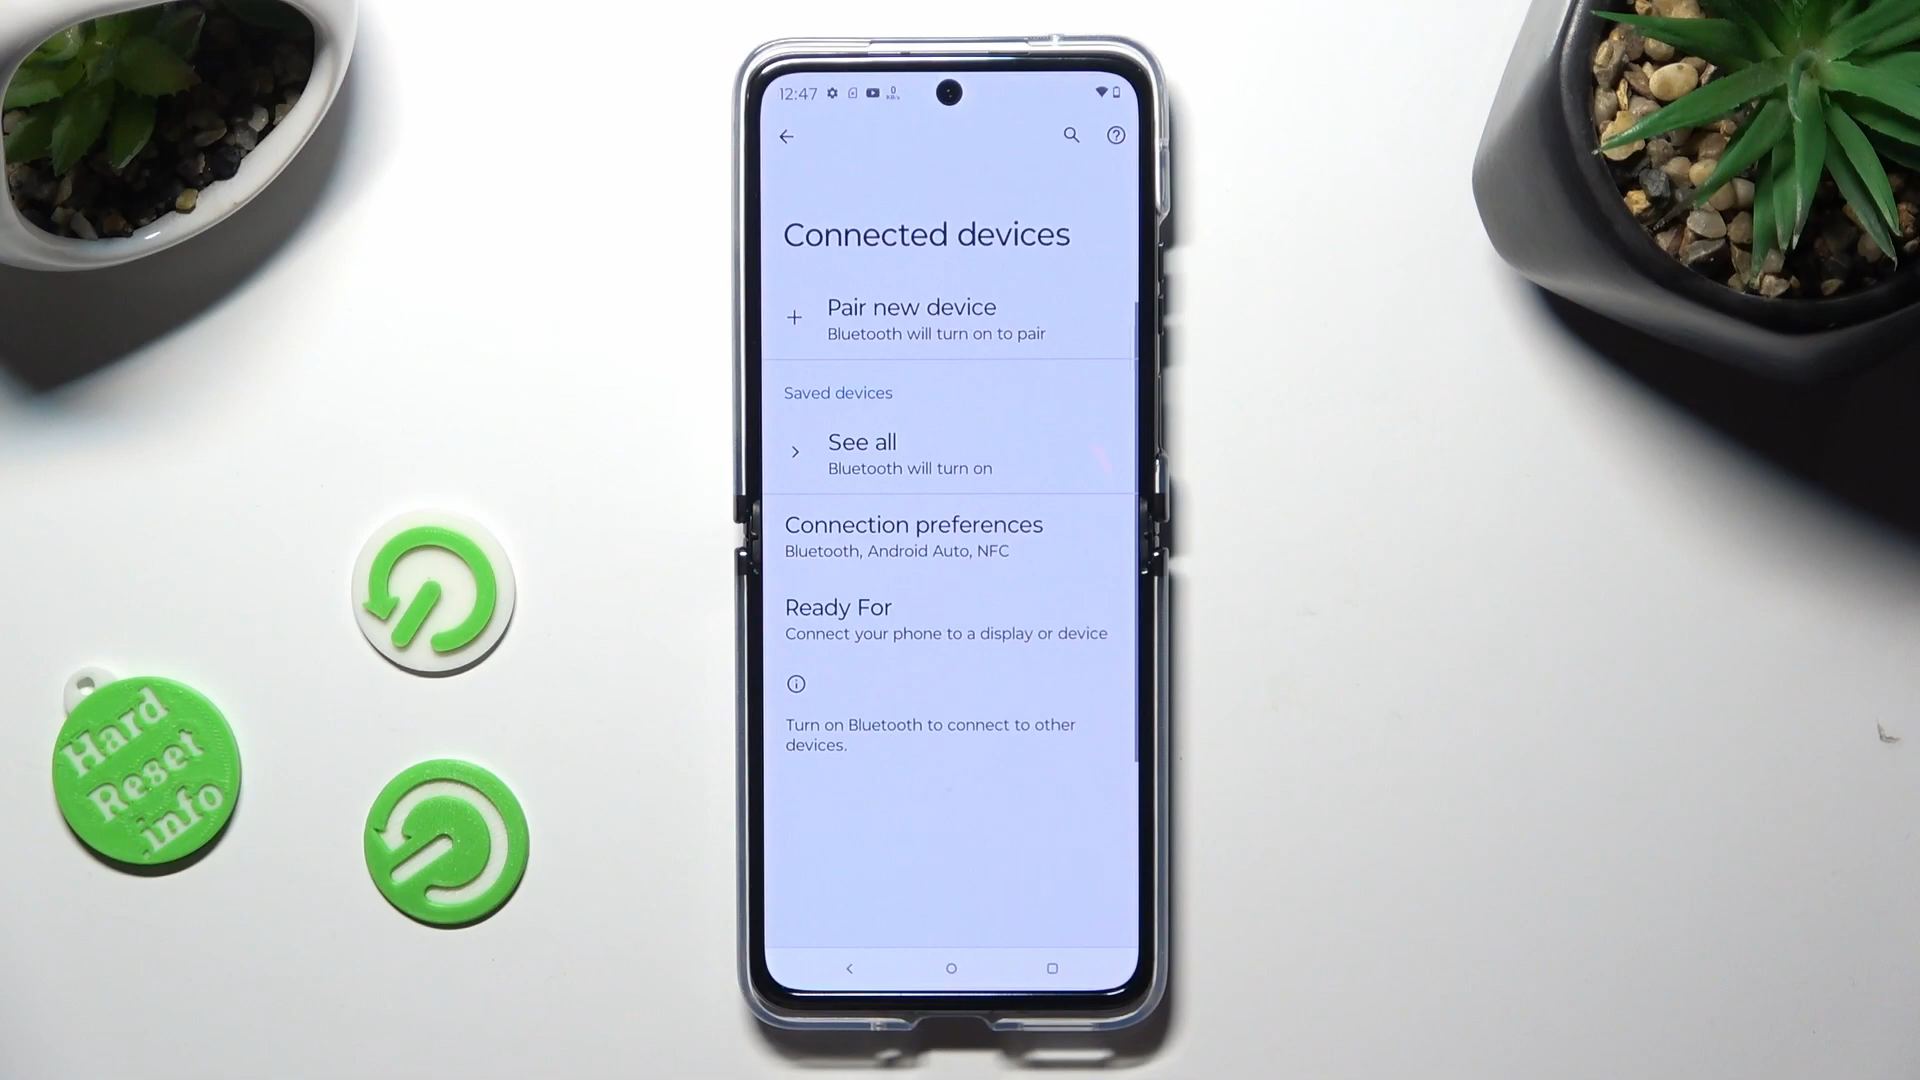 12:47
Connected devices
Pair new device
Bluetooth will turn on to pair
Saved devices
See all
Bluetooth will turn on
Connection preferences
Bluetooth, Android Auto, NFC
Ready For
Connect your phone to a display or device
Turn on Bluetooth to connect to other
devices.
Hard
Reset
.info